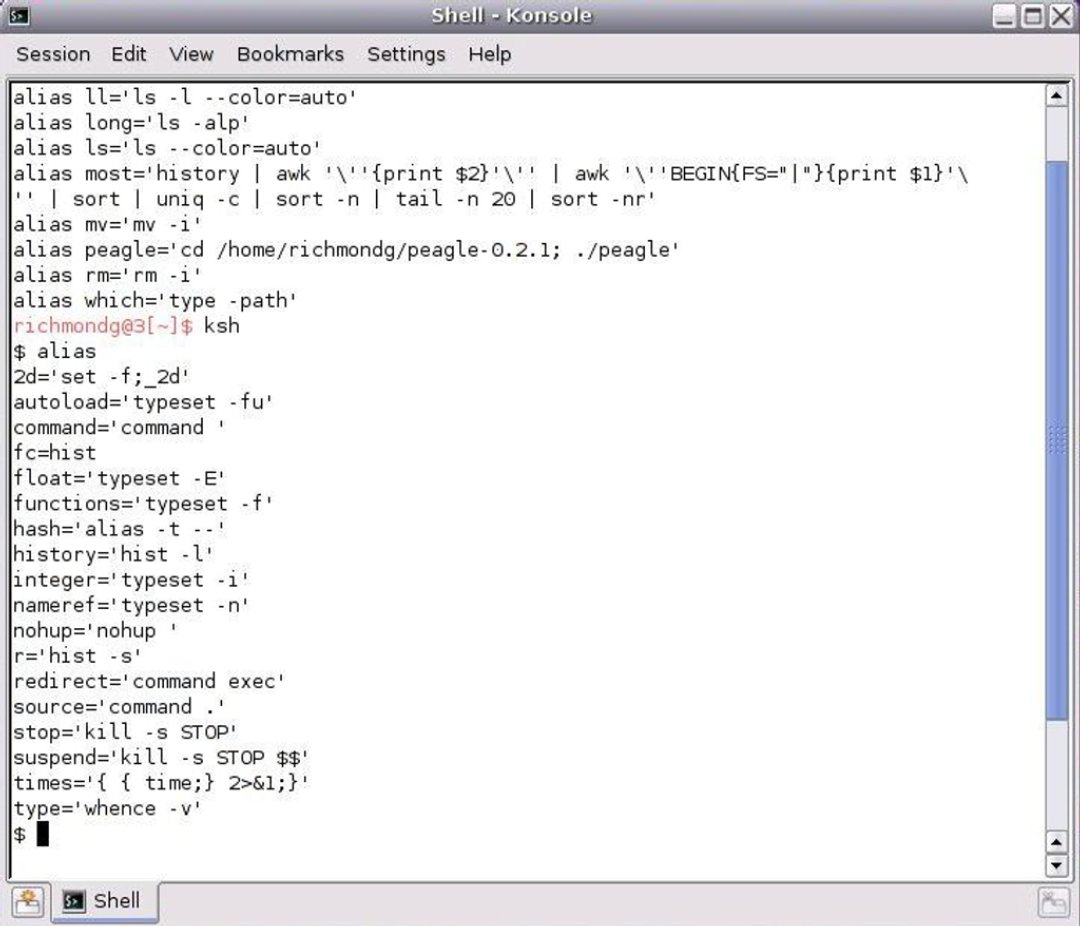 Shell - Konsole
Session Edit View Bookmarks Settings Help
alias ll='ls -l --color=auto'
alias long='ls -alp'
alias ls='ls --color=auto'
alias most='history | awk '\''{print $2}'\'' | awk '\''BEGIN{FS="|"}{print $1}'\
'' | sort | uniq -c | sort -n | tail -n 20 | sort -nr'
alias mv='mv -i'
alias peagle='cd /home/richmondg/peagle-0.2.1; ./peagle'
alias rm='rm -i'
alias which='type -path'
richmondg@3[~]$ ksh
$ alias
2d='set -f;_2d'
autoload='typeset -fu'
command='command '
fc=hist
float='typeset -E'
functions='typeset -f'
hash='alias -t --'
history='hist -l'
integer='typeset -i'
nameref='typeset -n'
nohup='nohup '
r='hist -s'
redirect='command exec'
source='command .'
stop='kill -s STOP'
suspend='kill -s STOP $$'
times='{ { time;} 2>&1;}'
type='whence -v'
$
Shell